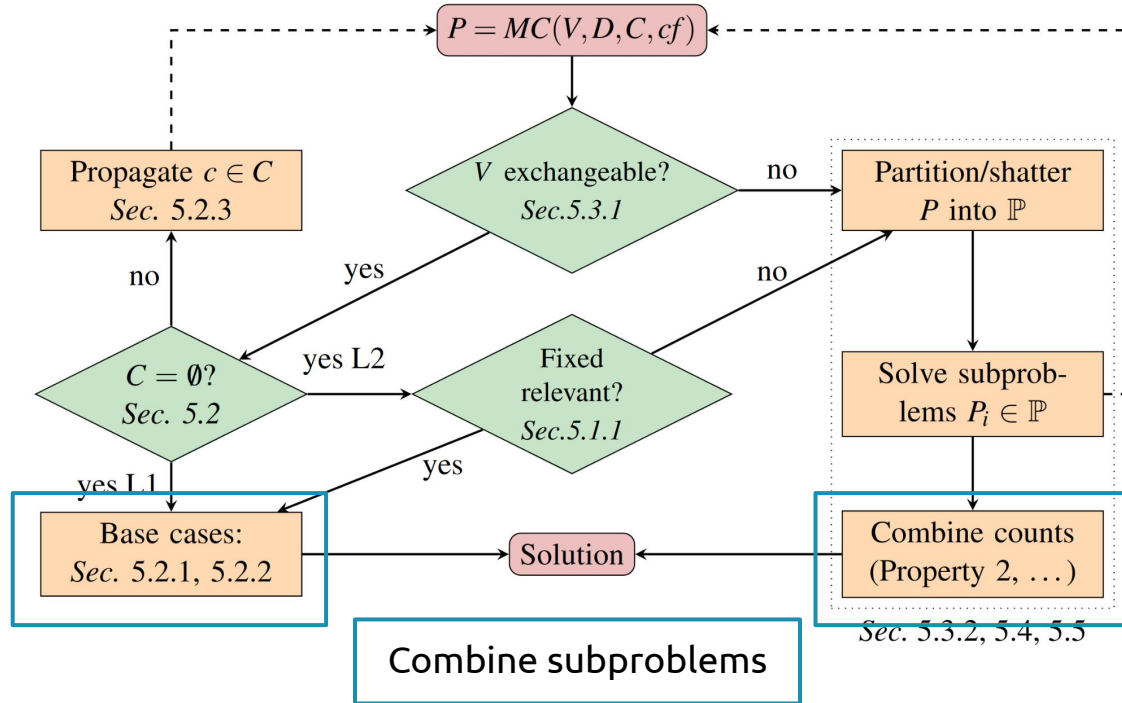 P = MC(V, D, C, cf)
Propagate c ∈ C
Sec. 5.2.3
V exchangeable?
Sec.5.3.1
no
Partition/shatter
P into ℙ
no
yes
no
C = ∅?
Sec. 5.2
yes L2
Fixed
relevant?
Sec.5.1.1
Solve subprob-
lems Pᵢ ∈ ℙ
yes L1
yes
Base cases:
Sec. 5.2.1, 5.2.2
Solution
Combine counts
(Property 2, …)
Sec. 5.3.2, 5.4, 5.5
Combine subproblems